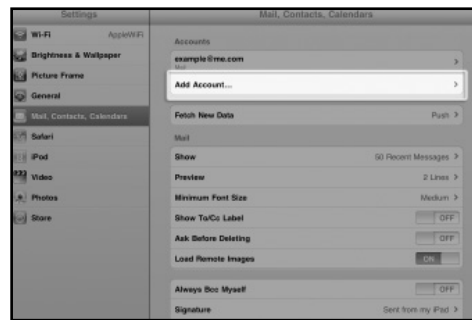 Settings
Wi-Fi AppleWiFi
Brightness & Wallpaper
Picture Frame
General
Mail, Contacts, Calendars
Safari
iPod
Video
Photos
Store
Mail, Contacts, Calendars
Accounts
example@me.com
Mail
Add Account...
Fetch New Data Push
Mail
Show 50 Recent Messages
Preview 2 Lines
Minimum Font Size Medium
Show To/Cc Label OFF
Ask Before Deleting OFF
Load Remote Images ON
Always Bcc Myself OFF
Signature Sent from my iPad